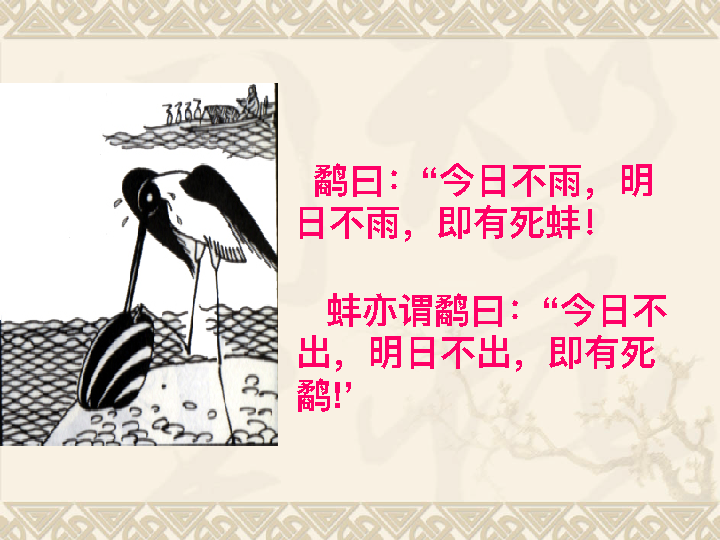 鹬曰：“今日不雨，明
日不雨，即有死蚌！
蚌亦谓鹬曰：“今日不
出，明日不出，即有死
鹬!’